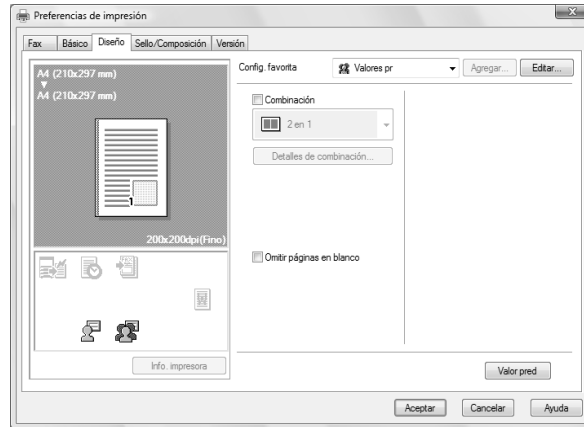 Preferencias de impresión
Fax Básico Diseño Sello/Composición Versión
A4 (210x297 mm)
A4 (210x297 mm)
1
200x200dpi(Fino)
Info. impresora
Config. favorita Valores pr Agregar... Editar...
Combinación
2 en 1
Detalles de combinación...
Omitir páginas en blanco
Valor pred
Aceptar Cancelar Ayuda